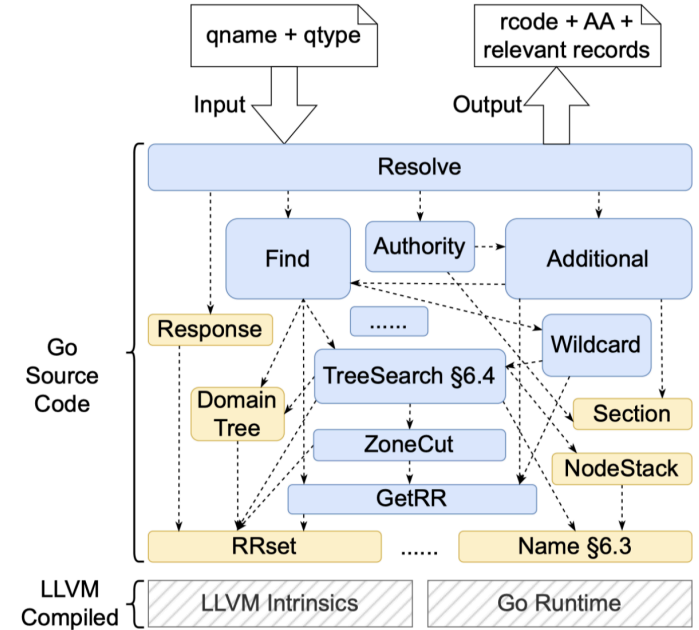 qname + qtype
rcode + AA +
relevant records
Input
Output
Resolve
Find
Authority
Additional
......
Response
Wildcard
Go
Source
Code
TreeSearch §6.4
Domain
Tree
Section
ZoneCut
NodeStack
GetRR
RRset
......
Name §6.3
LLVM
Compiled
LLVM Intrinsics
Go Runtime